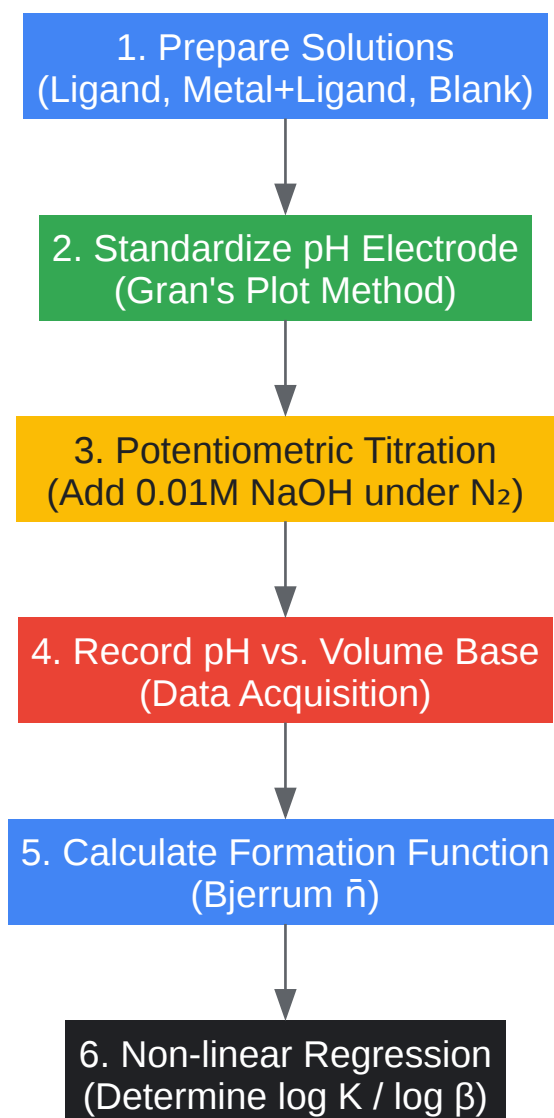 1. Prepare Solutions
(Ligand, Metal+Ligand, Blank)
2. Standardize pH Electrode
(Gran's Plot Method)
3. Potentiometric Titration
(Add 0.01M NaOH under N₂)
4. Record pH vs. Volume Base
(Data Acquisition)
5. Calculate Formation Function
(Bjerrum n̄)
6. Non-linear Regression
(Determine log K / log β)